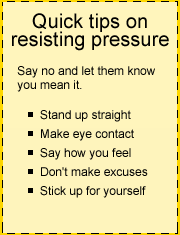 Quick tips on
resisting pressure
Say no and let them know
you mean it.
Stand up straight
Make eye contact
Say how you feel
Don't make excuses
Stick up for yourself